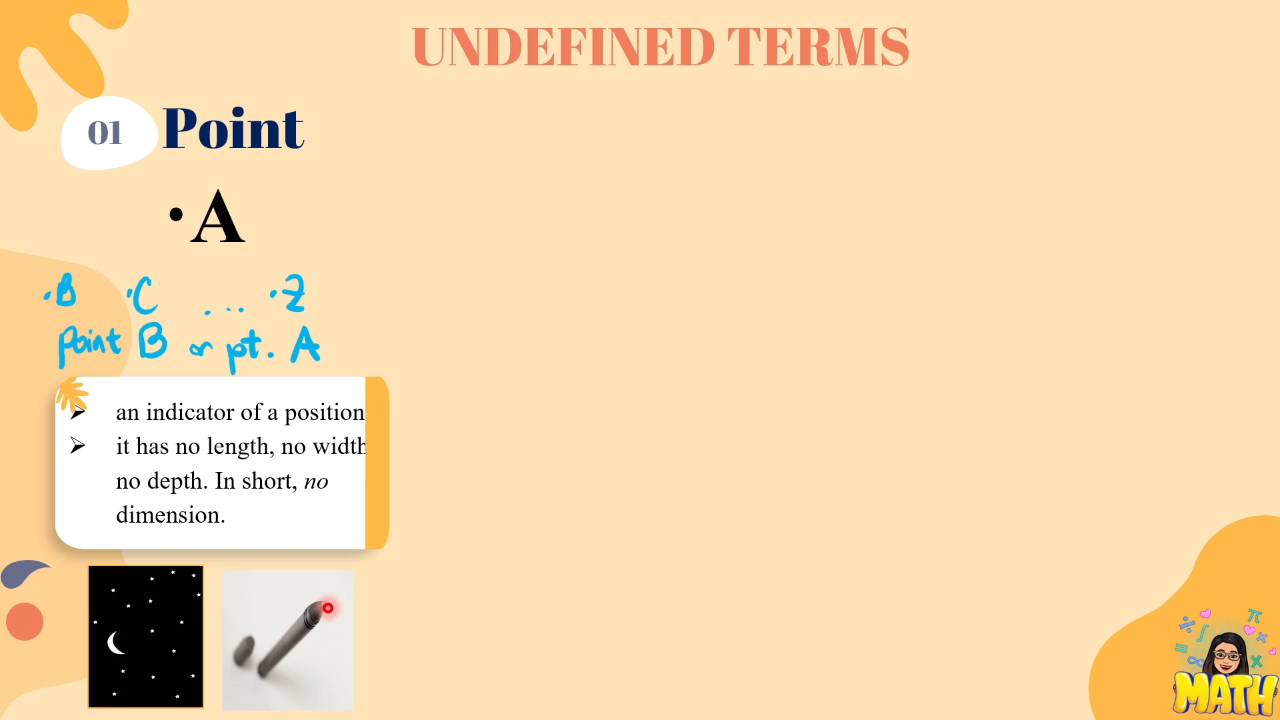 UNDEFINED TERMS
01 Point
•A
•B •C ... •Z
Point B or pt. A
➢ an indicator of a position
➢ it has no length, no width
no depth. In short, no
dimension.
MATH